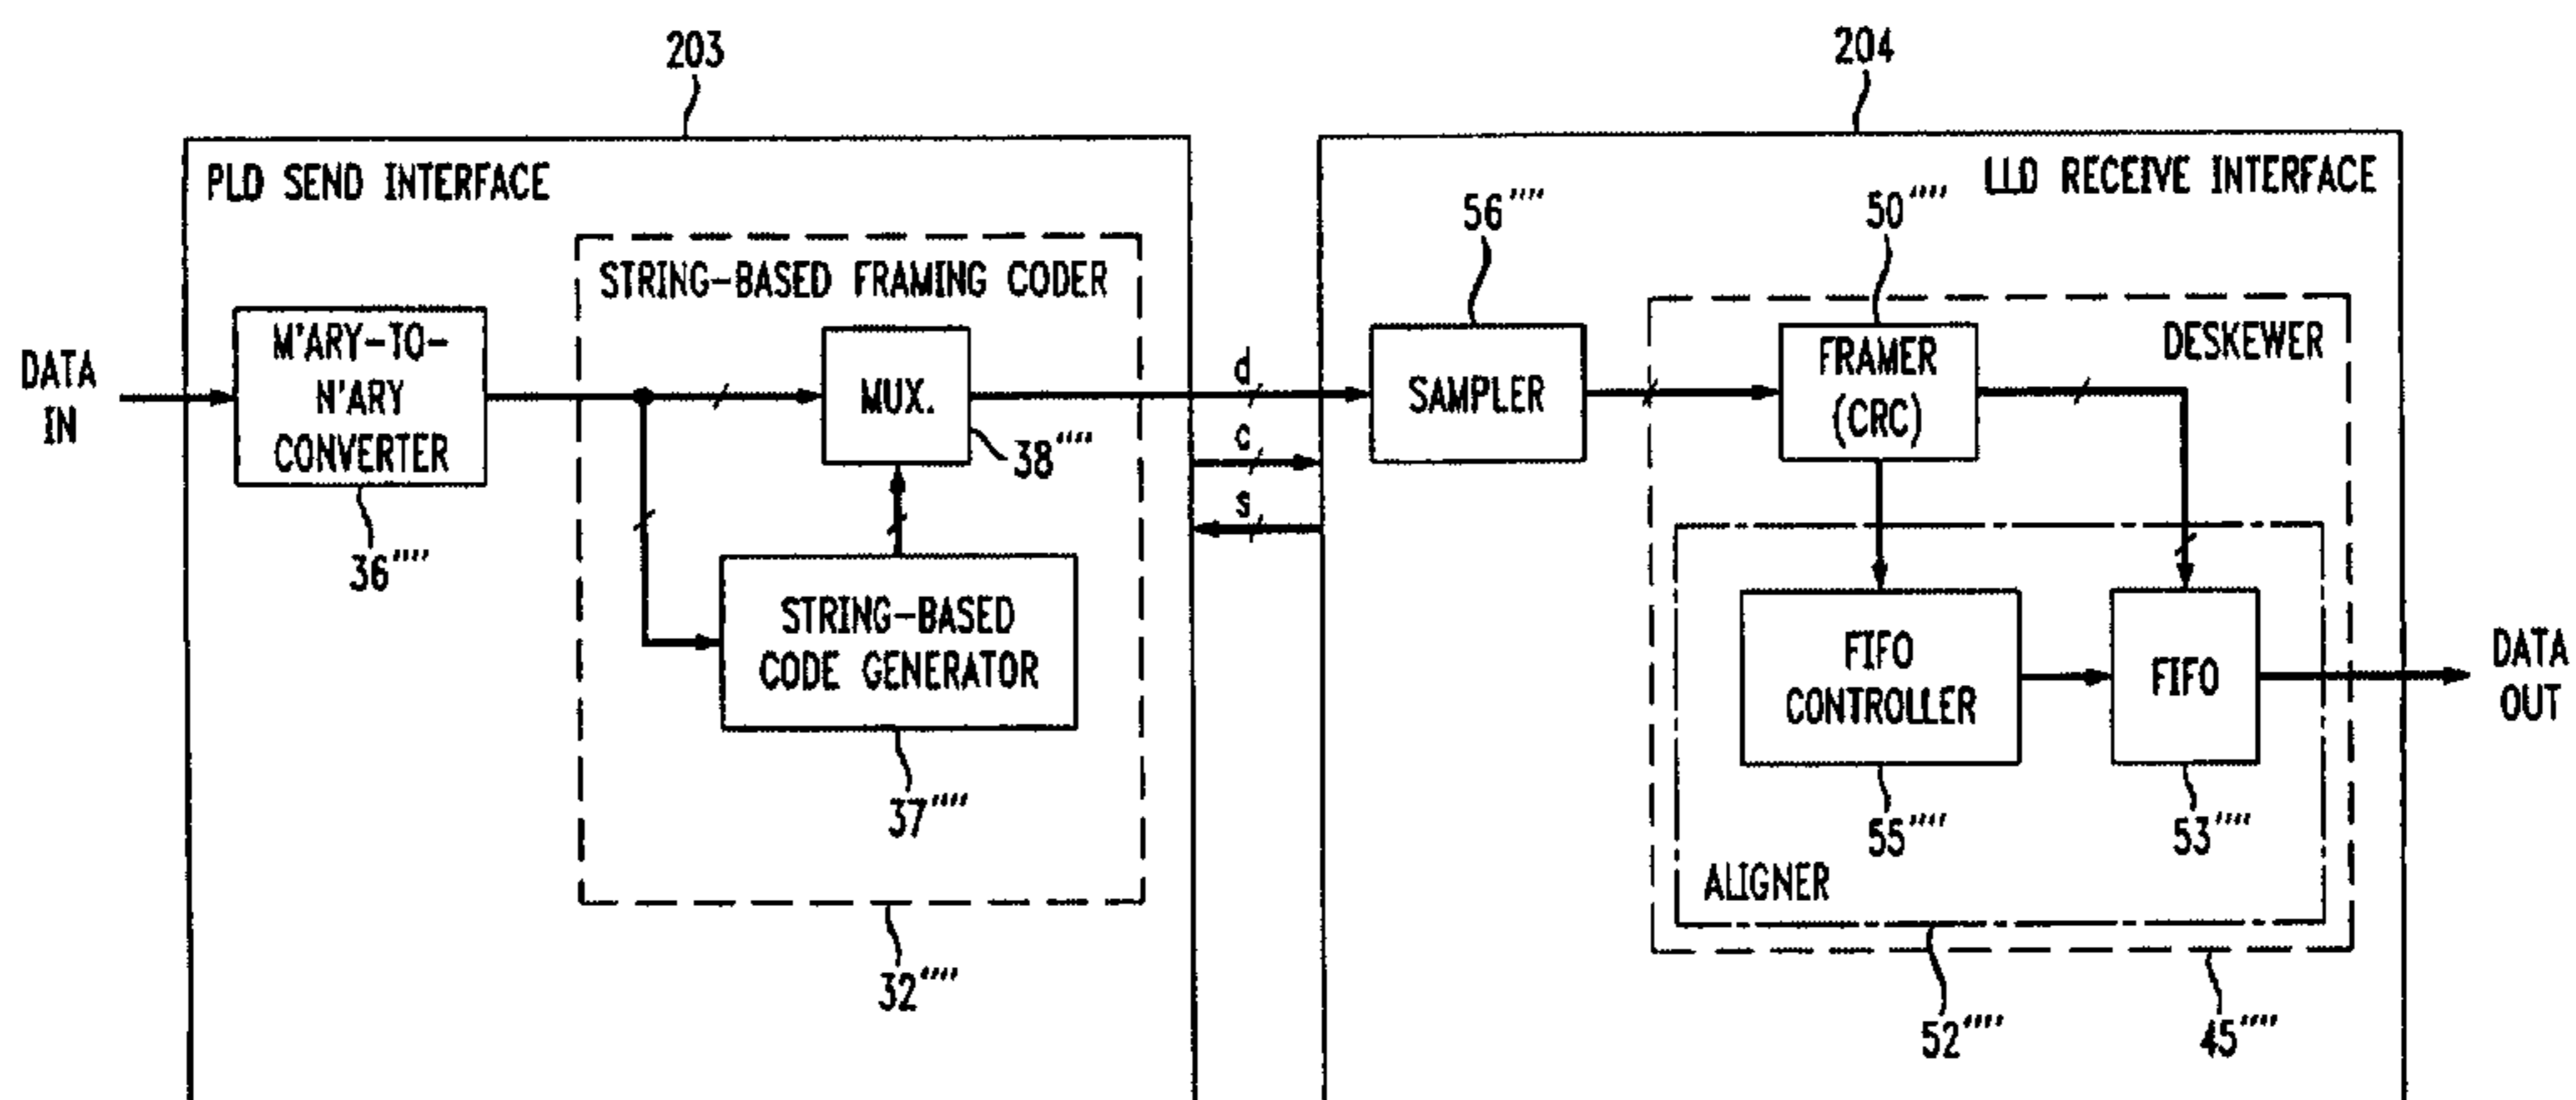 203
204
PLD SEND INTERFACE
LLD RECEIVE INTERFACE
DATA
IN
M'ARY-TO-
N'ARY
CONVERTER
36''''
STRING-BASED FRAMING CODER
MUX.
38''''
STRING-BASED
CODE GENERATOR
37''''
32''''
d
c
s
56''''
SAMPLER
50''''
FRAMER
(CRC)
DESKEWER
FIFO
CONTROLLER
55''''
FIFO
53''''
ALIGNER
52''''
45''''
DATA
OUT